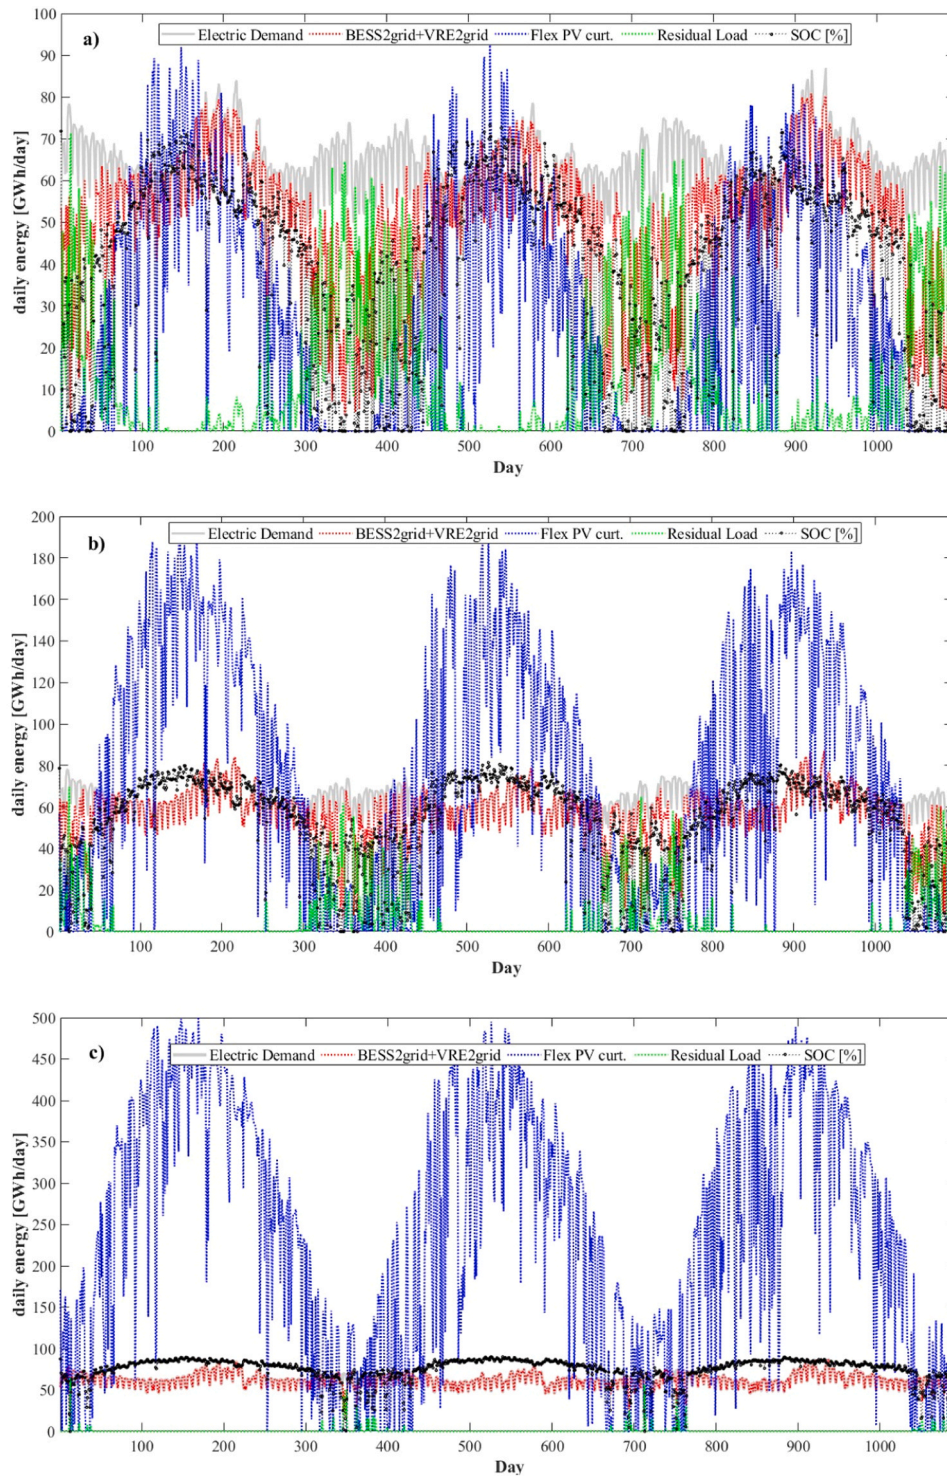 a)
Electric Demand BESS2grid+VRE2grid Flex PV curt. Residual Load SOC [%]
daily energy [GWh/day]
100
90
80
70
60
50
40
30
20
10
0
100 200 300 400 500 600 700 800 900 1000
Day
b)
Electric Demand BESS2grid+VRE2grid Flex PV curt. Residual Load SOC [%]
daily energy [GWh/day]
200
180
160
140
120
100
80
60
40
20
0
100 200 300 400 500 600 700 800 900 1000
Day
c)
Electric Demand BESS2grid+VRE2grid Flex PV curt. Residual Load SOC [%]
daily energy [GWh/day]
500
450
400
350
300
250
200
150
100
50
0
100 200 300 400 500 600 700 800 900 1000
Day